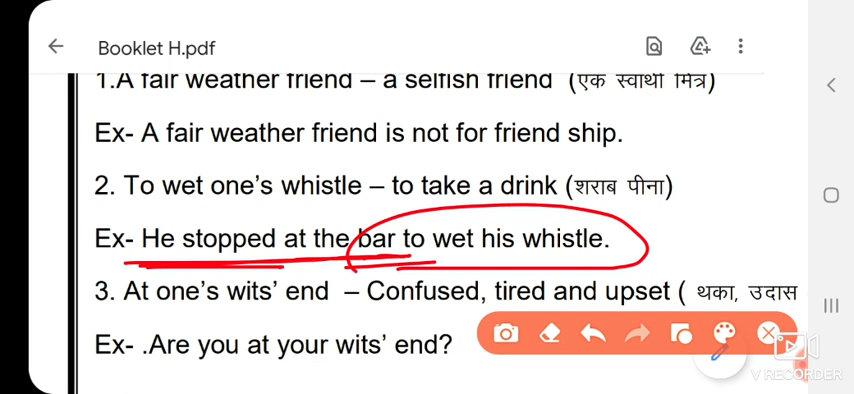 Booklet H.pdf
1.A fair weather friend – a selfish friend (एक स्वार्थी मित्र)
Ex- A fair weather friend is not for friend ship.
2. To wet one's whistle – to take a drink (शराब पीना)
Ex- He stopped at the bar to wet his whistle.
3. At one's wits' end – Confused, tired and upset ( थका, उदास
Ex- .Are you at your wits' end?
V RECORDER